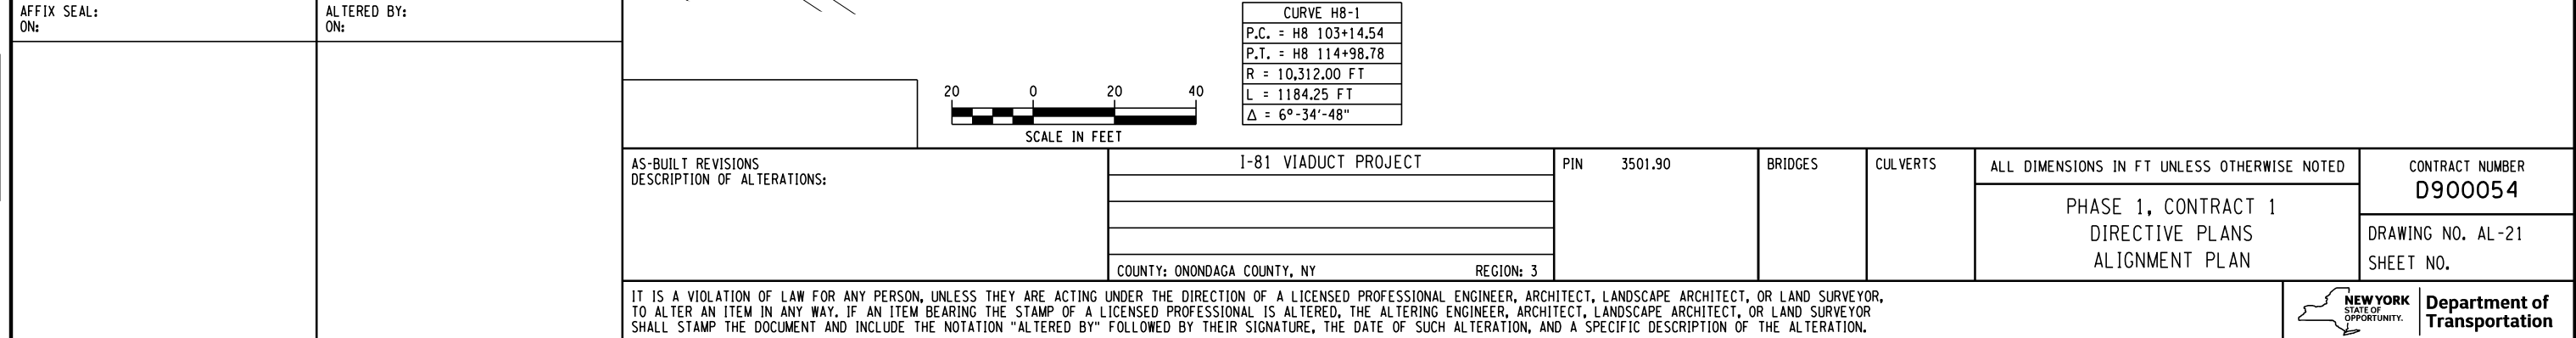 AFFIX SEAL:
ON:
ALTERED BY:
ON:
20 0 20 40
SCALE IN FEET
CURVE H8-1
P.C. = H8 103+14.54
P.T. = H8 114+98.78
R = 10,312.00 FT
L = 1184.25 FT
Δ = 6°-34'-48"
AS-BUILT REVISIONS
DESCRIPTION OF ALTERATIONS:
I-81 VIADUCT PROJECT
COUNTY: ONONDAGA COUNTY, NY REGION: 3
PIN 3501.90
BRIDGES
CULVERTS
ALL DIMENSIONS IN FT UNLESS OTHERWISE NOTED
PHASE 1, CONTRACT 1
DIRECTIVE PLANS
ALIGNMENT PLAN
CONTRACT NUMBER
D900054
DRAWING NO. AL-21
SHEET NO.
IT IS A VIOLATION OF LAW FOR ANY PERSON, UNLESS THEY ARE ACTING UNDER THE DIRECTION OF A LICENSED PROFESSIONAL ENGINEER, ARCHITECT, LANDSCAPE ARCHITECT, OR LAND SURVEYOR,
TO ALTER AN ITEM IN ANY WAY. IF AN ITEM BEARING THE STAMP OF A LICENSED PROFESSIONAL IS ALTERED, THE ALTERING ENGINEER, ARCHITECT, LANDSCAPE ARCHITECT, OR LAND SURVEYOR
SHALL STAMP THE DOCUMENT AND INCLUDE THE NOTATION "ALTERED BY" FOLLOWED BY THEIR SIGNATURE, THE DATE OF SUCH ALTERATION, AND A SPECIFIC DESCRIPTION OF THE ALTERATION.
NEW YORK
STATE OF
OPPORTUNITY.
Department of
Transportation